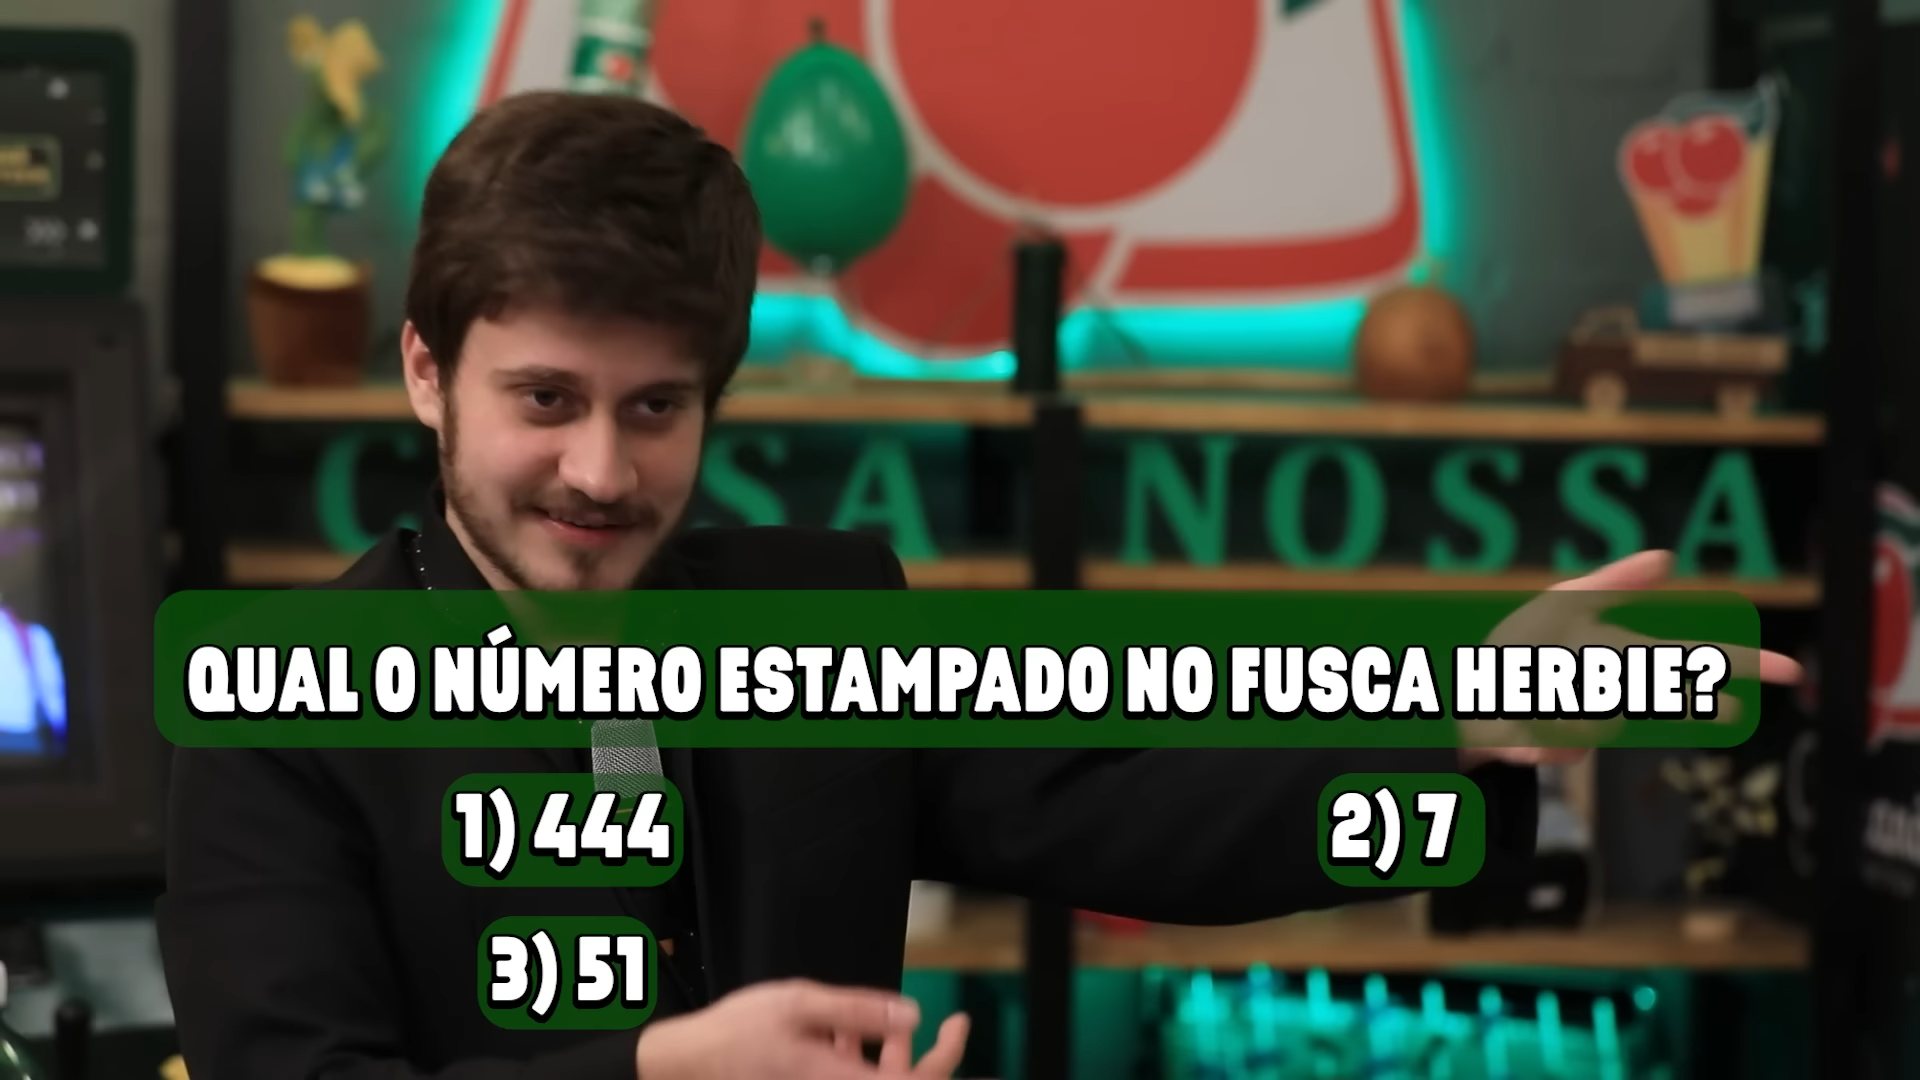 CASA NOSSA
QUAL O NÚMERO ESTAMPADO NO FUSCA HERBIE?
1) 444
2) 7
3) 51